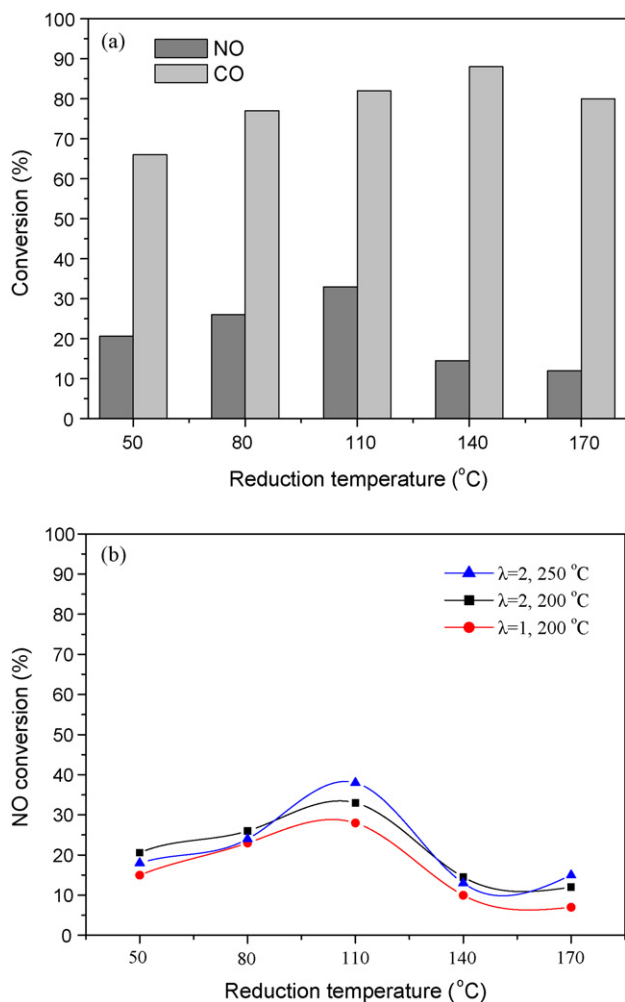 (a)
NO
CO
100
90
80
70
60
50
40
30
20
10
0
Conversion (%)
50 80 110 140 170
Reduction temperature (°C)
(b)
λ=2, 250 °C
λ=2, 200 °C
λ=1, 200 °C
100
90
80
70
60
50
40
30
20
10
0
NO conversion (%)
50 80 110 140 170
Reduction temperature (°C)